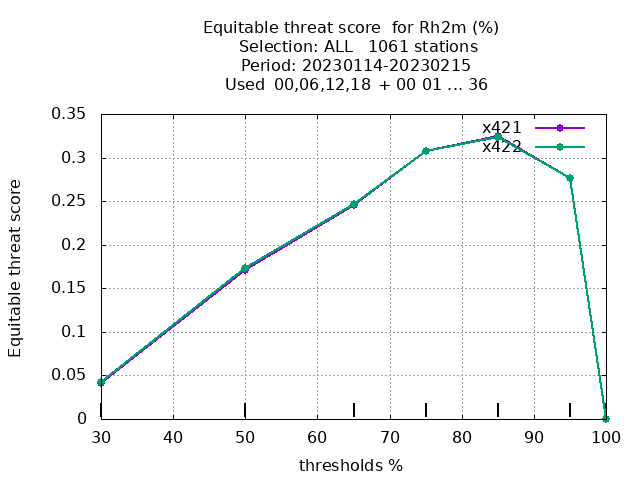 Equitable threat score  for Rh2m (%)
Selection: ALL   1061 stations
Period: 20230114-20230215
Used  00,06,12,18  + 00 01 ... 36
x421
x422
Equitable threat score
0.35
0.3
0.25
0.2
0.15
0.1
0.05
0
30 40 50 60 70 80 90 100
thresholds %